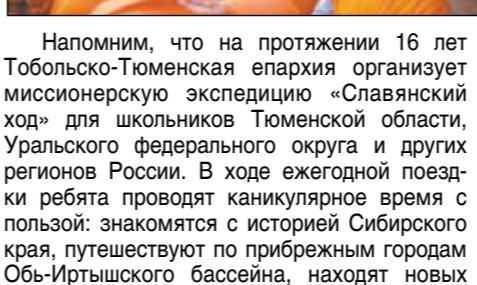 Напомним, что на протяжении 16 лет
Тобольско-Тюменская епархия организует
миссионерскую экспедицию «Славянский
ход» для школьников Тюменской области,
Уральского федерального округа и других
регионов России. В ходе ежегодной поезд-
ки ребята проводят каникулярное время с
пользой: знакомятся с историей Сибирского
края, путешествуют по прибрежным городам
Обь-Иртышского бассейна, находят новых